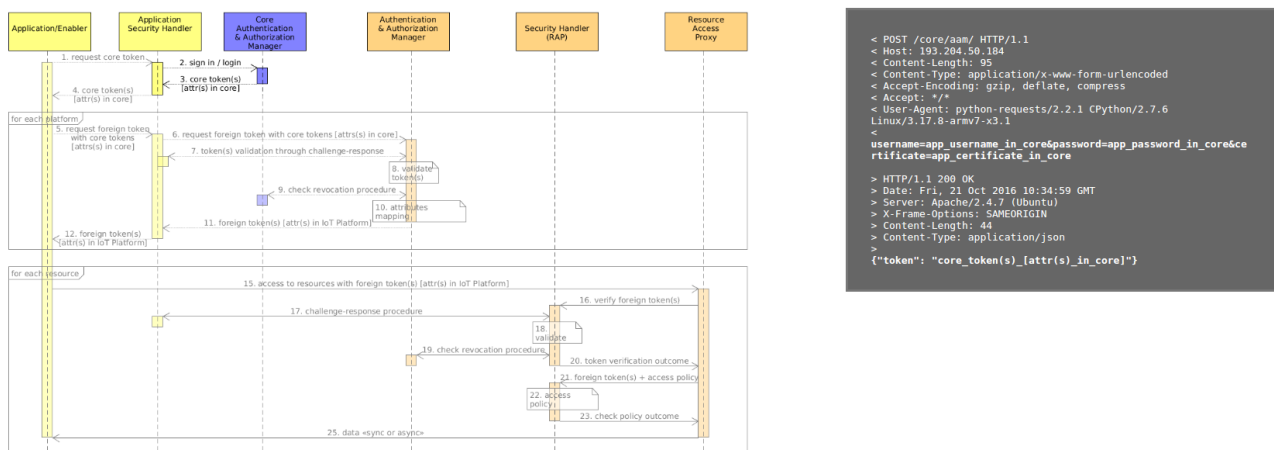 Application/Enabler
Application
Security Handler
Core
Authentication
& Authorization
Manager
Authentication
& Authorization
Manager
Security Handler
(RAP)
Resource
Access
Proxy
1. request core token
2. sign in / login
3. core token(s)
[attr(s) in core]
4. core token(s)
[attr(s) in core]
for each platform
5. request foreign token
with core tokens
[attrs(s) in core]
6. request foreign token with core tokens [attrs(s) in core]
7. token(s) validation through challenge-response
8. validate
token(s)
9. check revocation procedure
10. attributes
mapping
11. foreign token(s) [attr(s) in IoT Platform]
12. foreign token(s)
[attr(s) in IoT Platform]
for each resource
15. access to resources with foreign token(s) [attr(s) in IoT Platform]
16. verify foreign token(s)
17. challenge-response procedure
18.
validate
19. check revocation procedure
20. token verification outcome
21. foreign token(s) + access policy
22. access
policy
23. check policy outcome
25. data «sync or async»
< POST /core/aam/ HTTP/1.1
< Host: 193.204.50.184
< Content-Length: 95
< Content-Type: application/x-www-form-urlencoded
< Accept-Encoding: gzip, deflate, compress
< Accept: */*
< User-Agent: python-requests/2.2.1 CPython/2.7.6
Linux/3.17.8-armv7-x3.1
<
username=app_username_in_core&password=app_password_in_core&ce
rtificate=app_certificate_in_core
> HTTP/1.1 200 OK
> Date: Fri, 21 Oct 2016 10:34:59 GMT
> Server: Apache/2.4.7 (Ubuntu)
> X-Frame-Options: SAMEORIGIN
> Content-Length: 44
> Content-Type: application/json
>
{"token": "core_token(s)_[attr(s)_in_core]"}